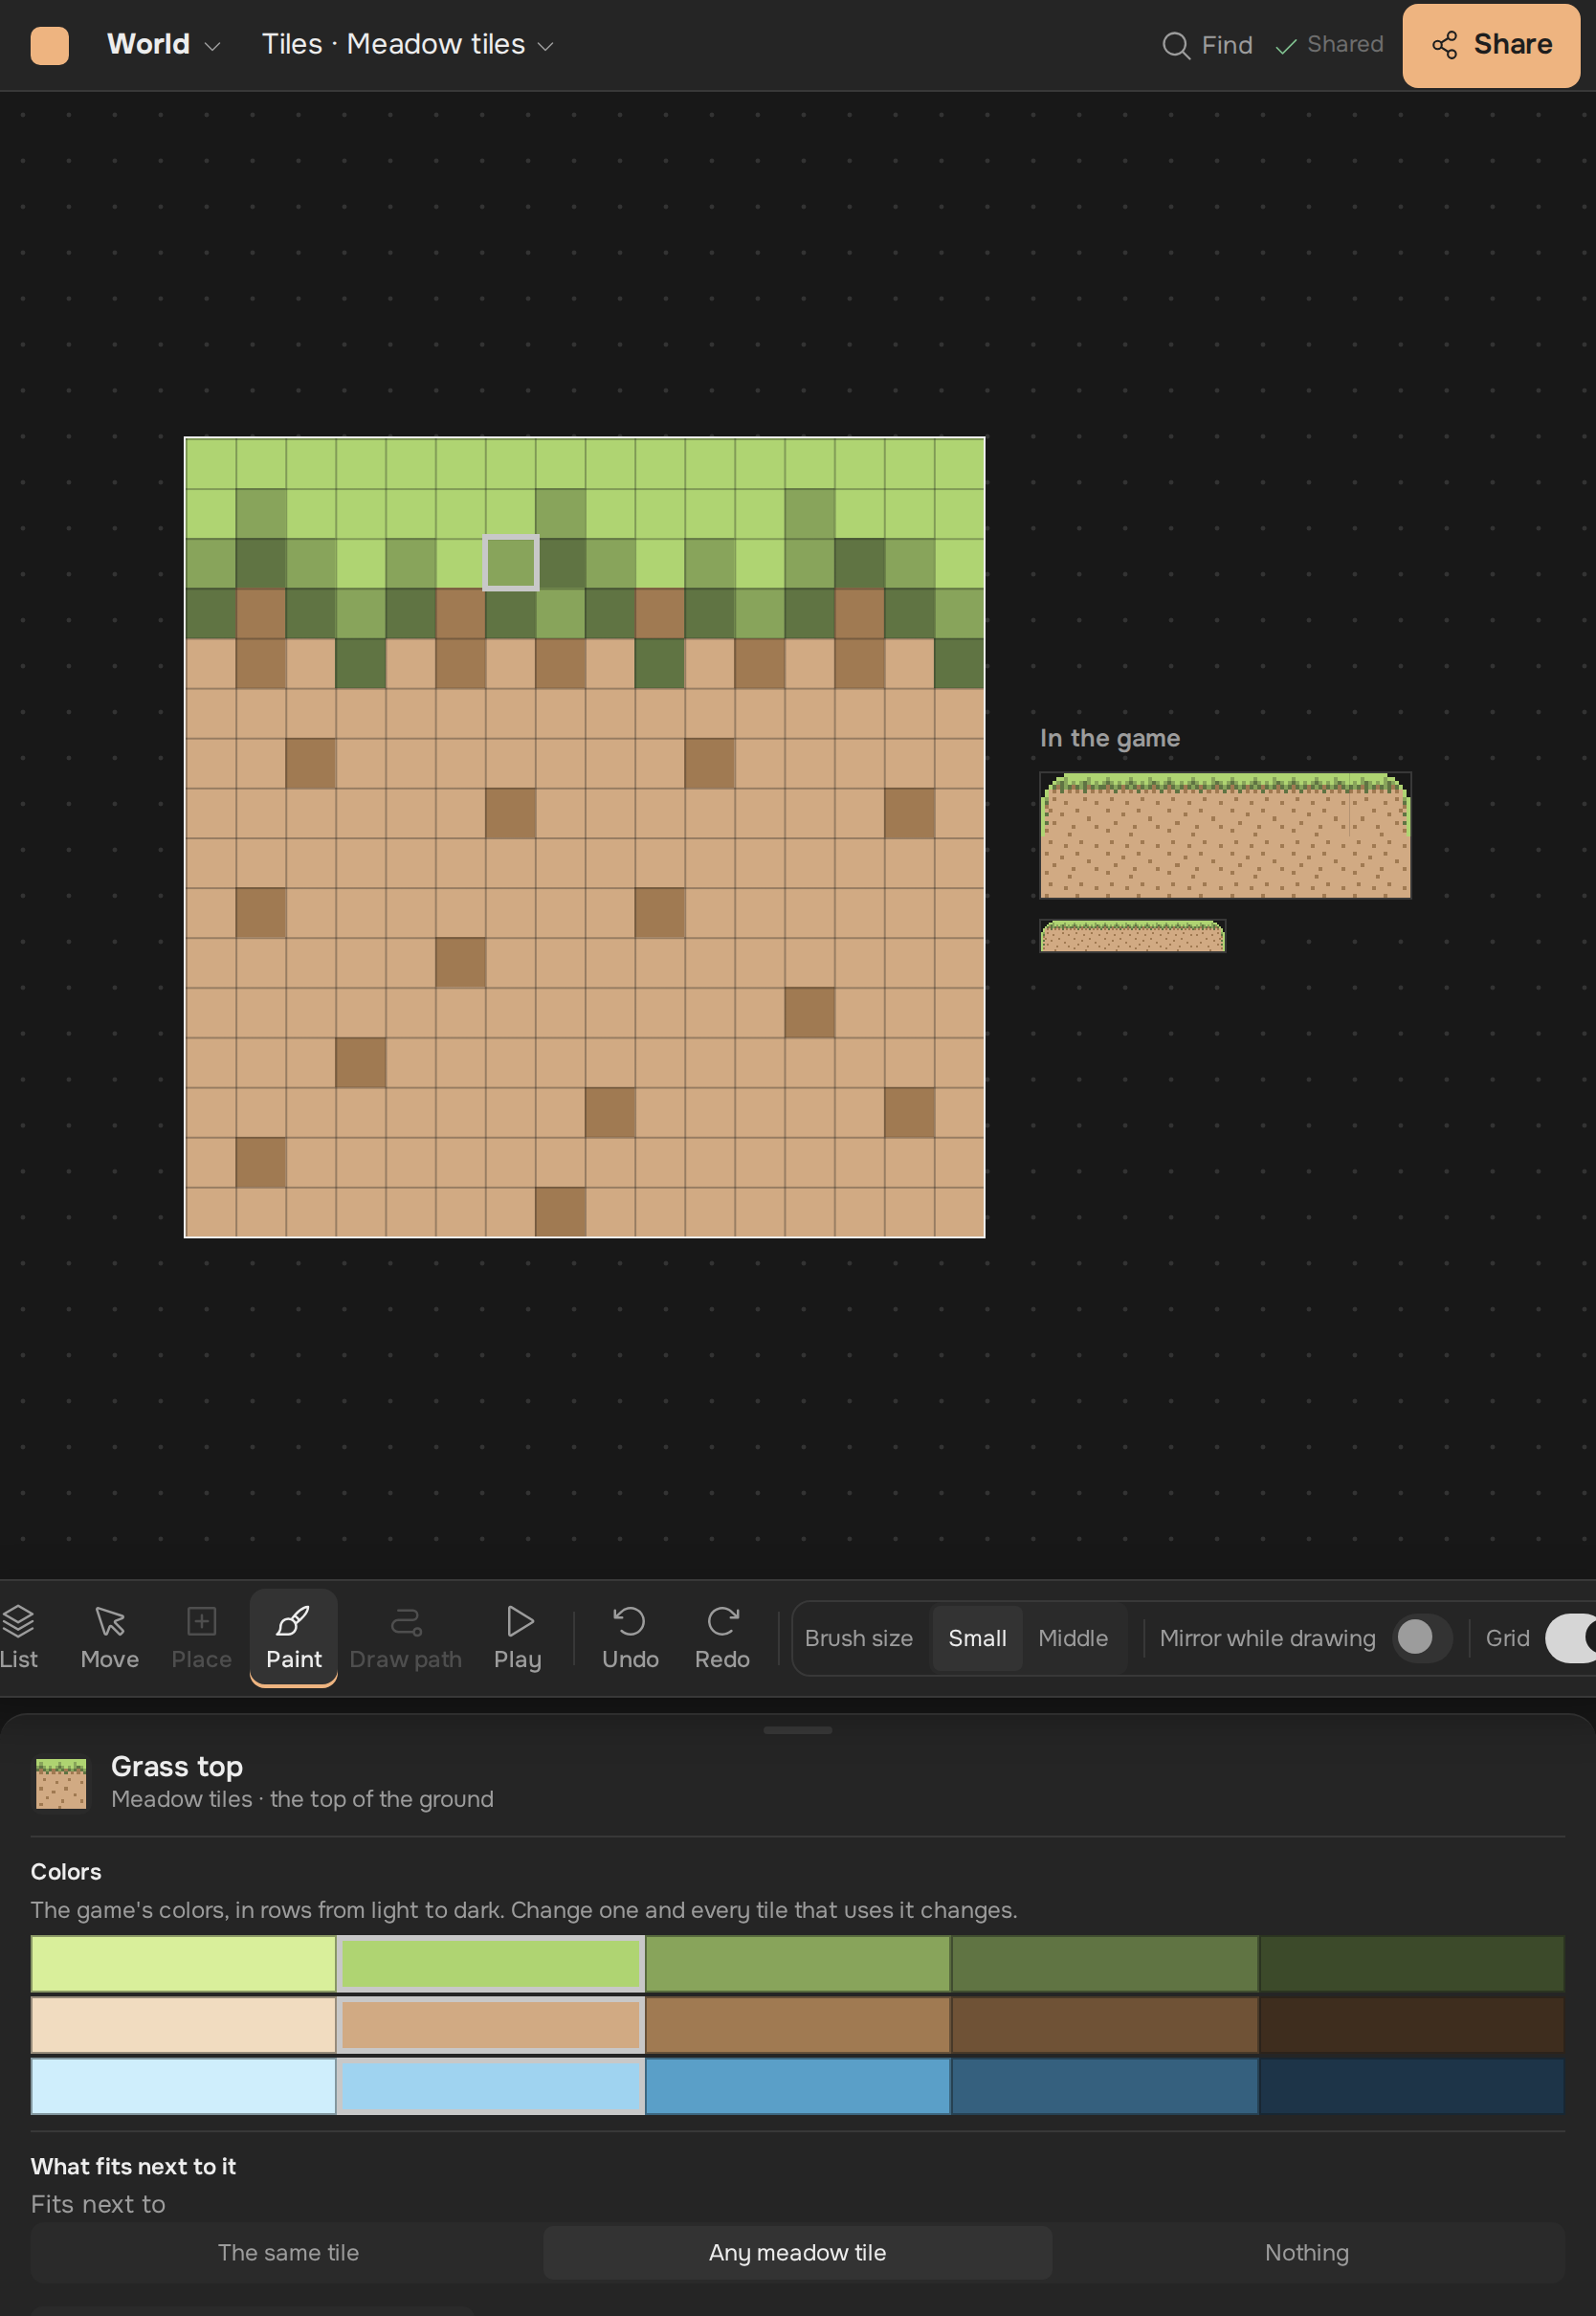 World
Tiles · Meadow tiles
Find
Shared
Share
In the game
List
Move
Place
Paint
Draw path
Play
Undo
Redo
Brush size
Small
Middle
Mirror while drawing
Grid
Grass top
Meadow tiles · the top of the ground
Colors
The game's colors, in rows from light to dark. Change one and every tile that uses it changes.
What fits next to it
Fits next to
The same tile
Any meadow tile
Nothing